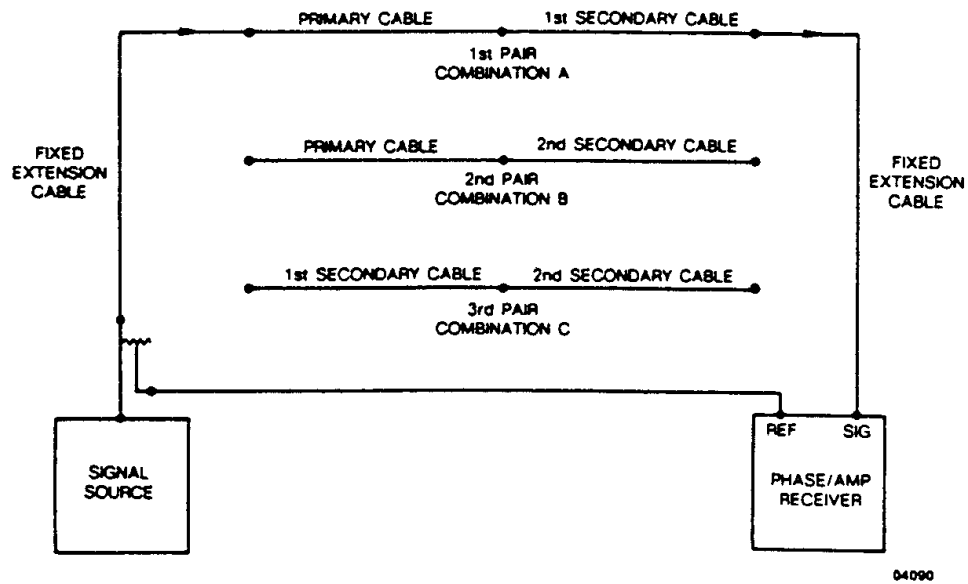 PRIMARY CABLE
1st SECONDARY CABLE
1st PAIR
COMBINATION A
FIXED
EXTENSION
CABLE
PRIMARY CABLE
2nd SECONDARY CABLE
2nd PAIR
COMBINATION B
FIXED
EXTENSION
CABLE
1st SECONDARY CABLE
2nd SECONDARY CABLE
3rd PAIR
COMBINATION C
SIGNAL
SOURCE
REF
SIG
PHASE/AMP
RECEIVER
04090